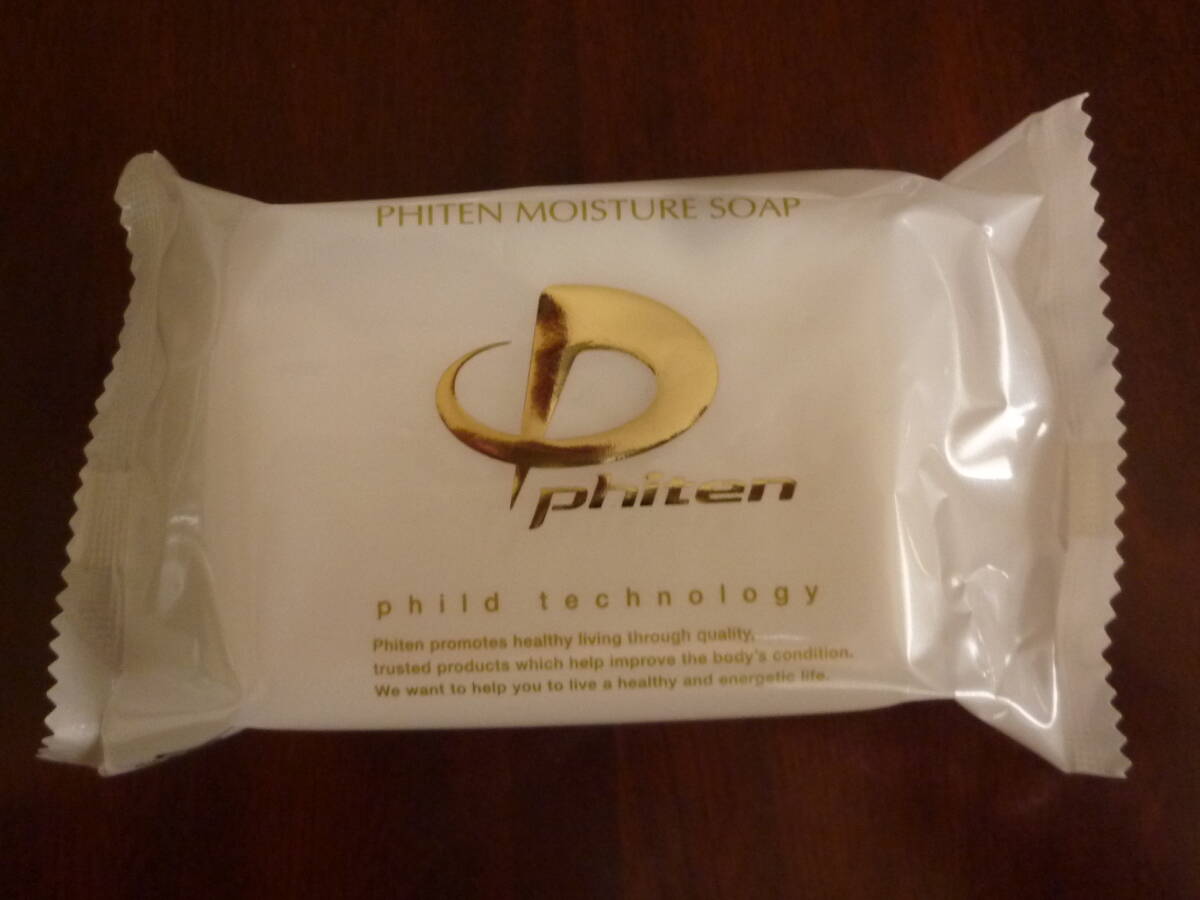 PHITEN MOISTURE SOAP
phiten
phild technology
Phiten promotes healthy living through quality,
trusted products which help improve the body's condition.
We want to help you to live a healthy and energetic life.